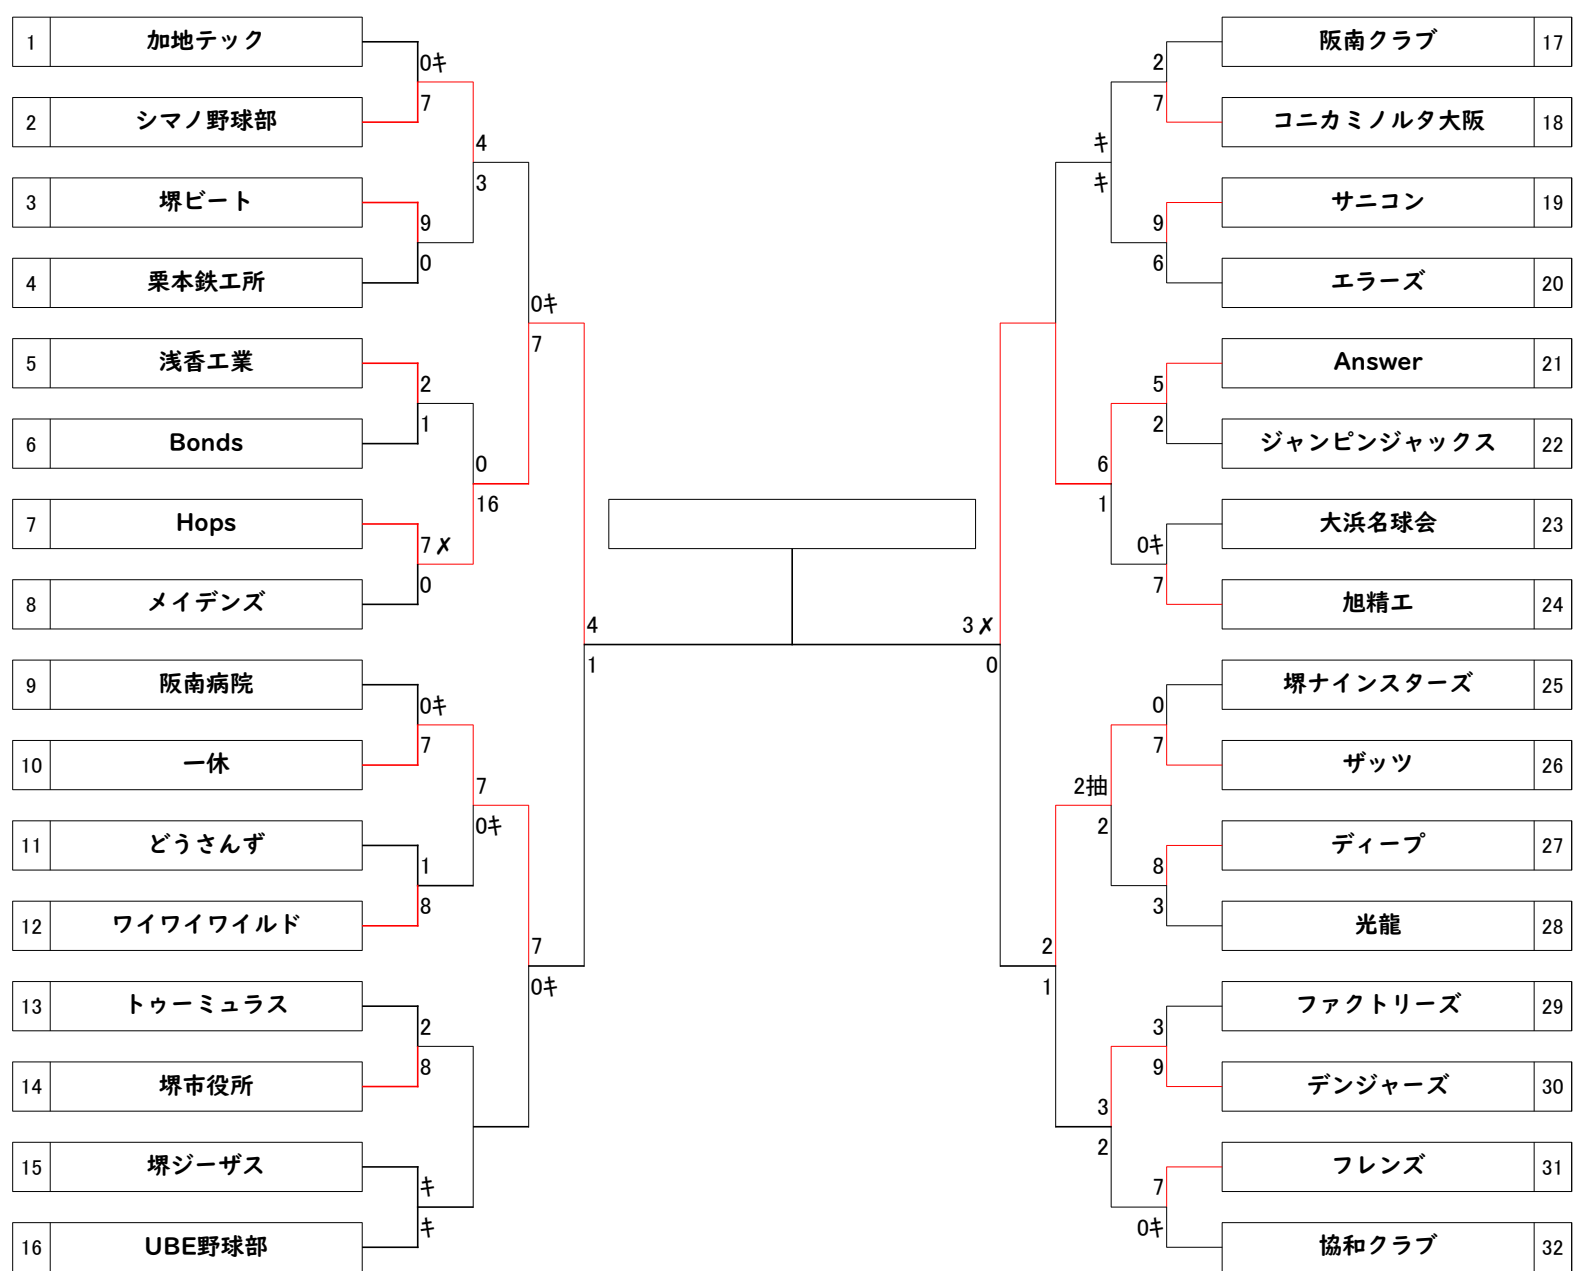 1 加地テック
0キ
7
2 シマノ野球部
4
3
3 堺ビート
9
0
4 栗本鉄工所
0キ
7
5 浅香工業
2
1
6 Bonds
0
16
7 Hops
7✗
0
8 メイデンズ
4
1
9 阪南病院
0キ
7
10 一休
7
0キ
11 どうさんず
1
8
12 ワイワイワイルド
7
0キ
13 トゥーミュラス
2
8
14 堺市役所
15 堺ジーザス
キ
キ
16 UBE野球部
阪南クラブ 17
2
7
コニカミノルタ大阪 18
キ
キ
サニコン 19
9
6
エラーズ 20
Answer 21
5
2
ジャンピンジャックス 22
6
1
大浜名球会 23
0キ
7
旭精工 24
3✗
0
堺ナインスターズ 25
0
7
ザッツ 26
2抽
2
ディープ 27
8
3
光龍 28
2
1
ファクトリーズ 29
3
9
デンジャーズ 30
3
2
フレンズ 31
7
0キ
協和クラブ 32